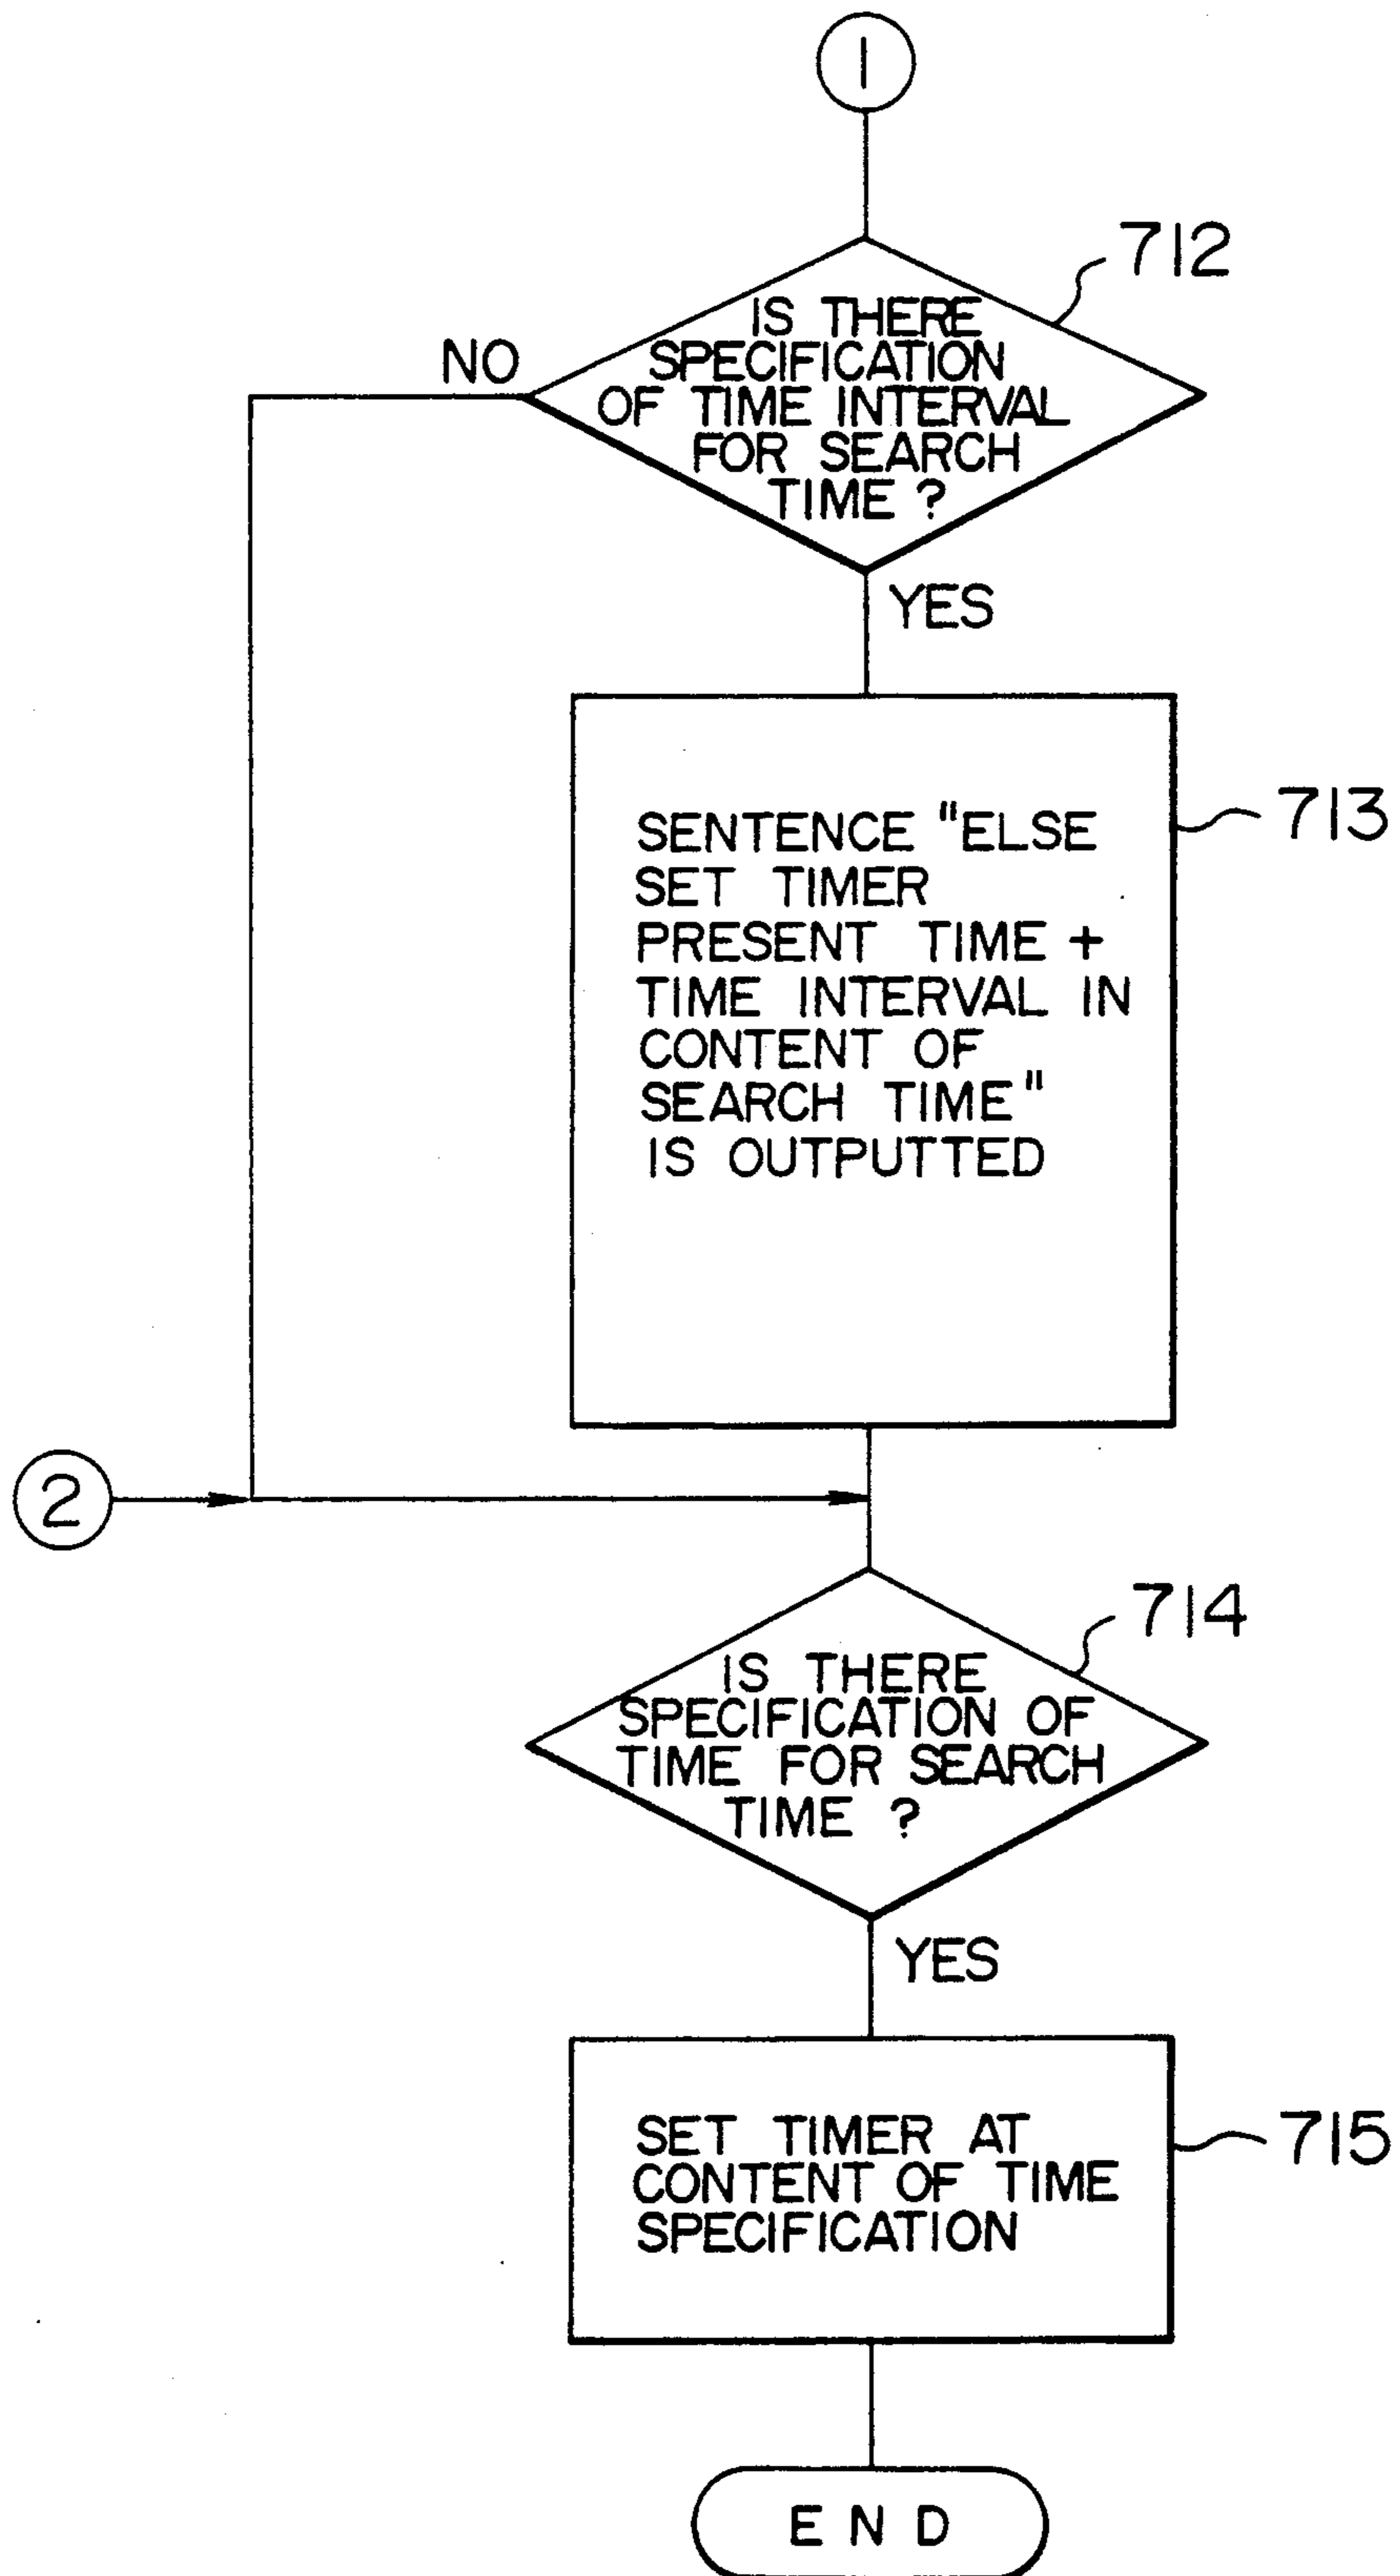 1
712
IS THERE
SPECIFICATION
OF TIME INTERVAL
FOR SEARCH
TIME ?
NO
YES
713
SENTENCE "ELSE
SET TIMER
PRESENT TIME +
TIME INTERVAL IN
CONTENT OF
SEARCH TIME"
IS OUTPUTTED
2
714
IS THERE
SPECIFICATION OF
TIME FOR SEARCH
TIME ?
YES
715
SET TIMER AT
CONTENT OF TIME
SPECIFICATION
END